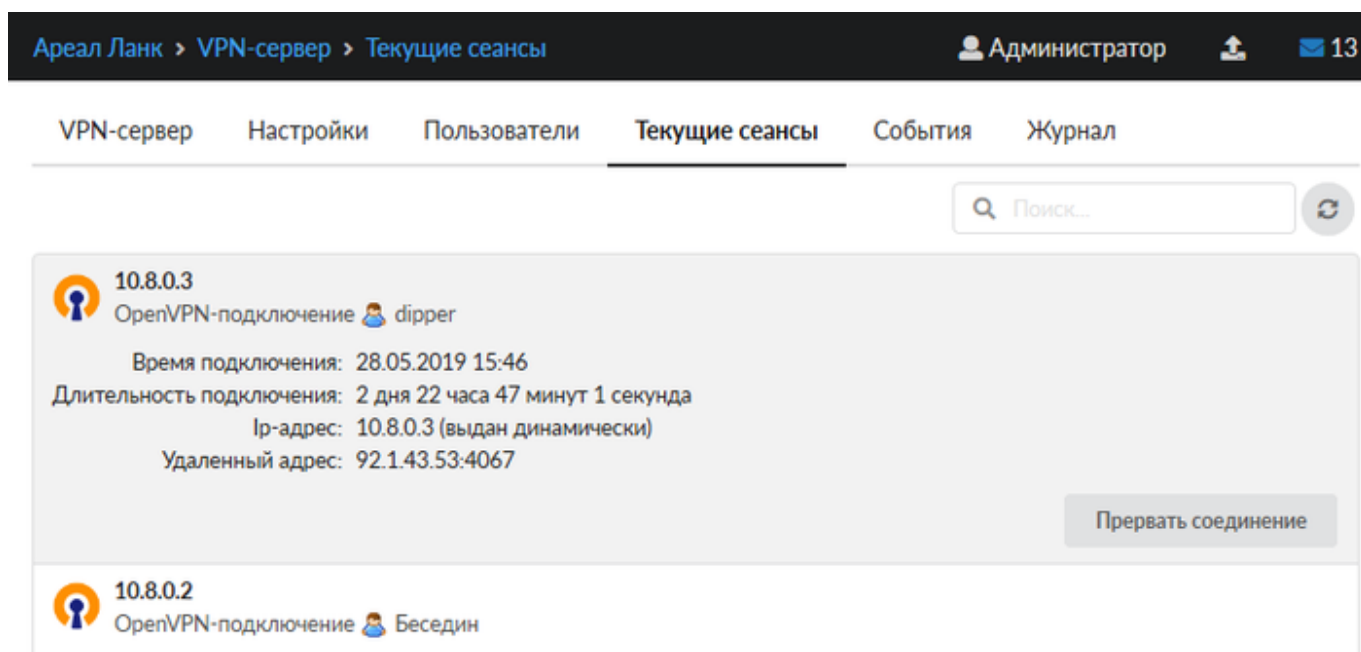 Ареал Ланк > VPN-сервер > Текущие сеансы Администратор 13
VPN-сервер Настройки Пользователи Текущие сеансы События Журнал
Поиск...
10.8.0.3
OpenVPN-подключение dipper
Время подключения: 28.05.2019 15:46
Длительность подключения: 2 дня 22 часа 47 минут 1 секунда
Ip-адрес: 10.8.0.3 (выдан динамически)
Удаленный адрес: 92.1.43.53:4067
Прервать соединение
10.8.0.2
OpenVPN-подключение Беседин